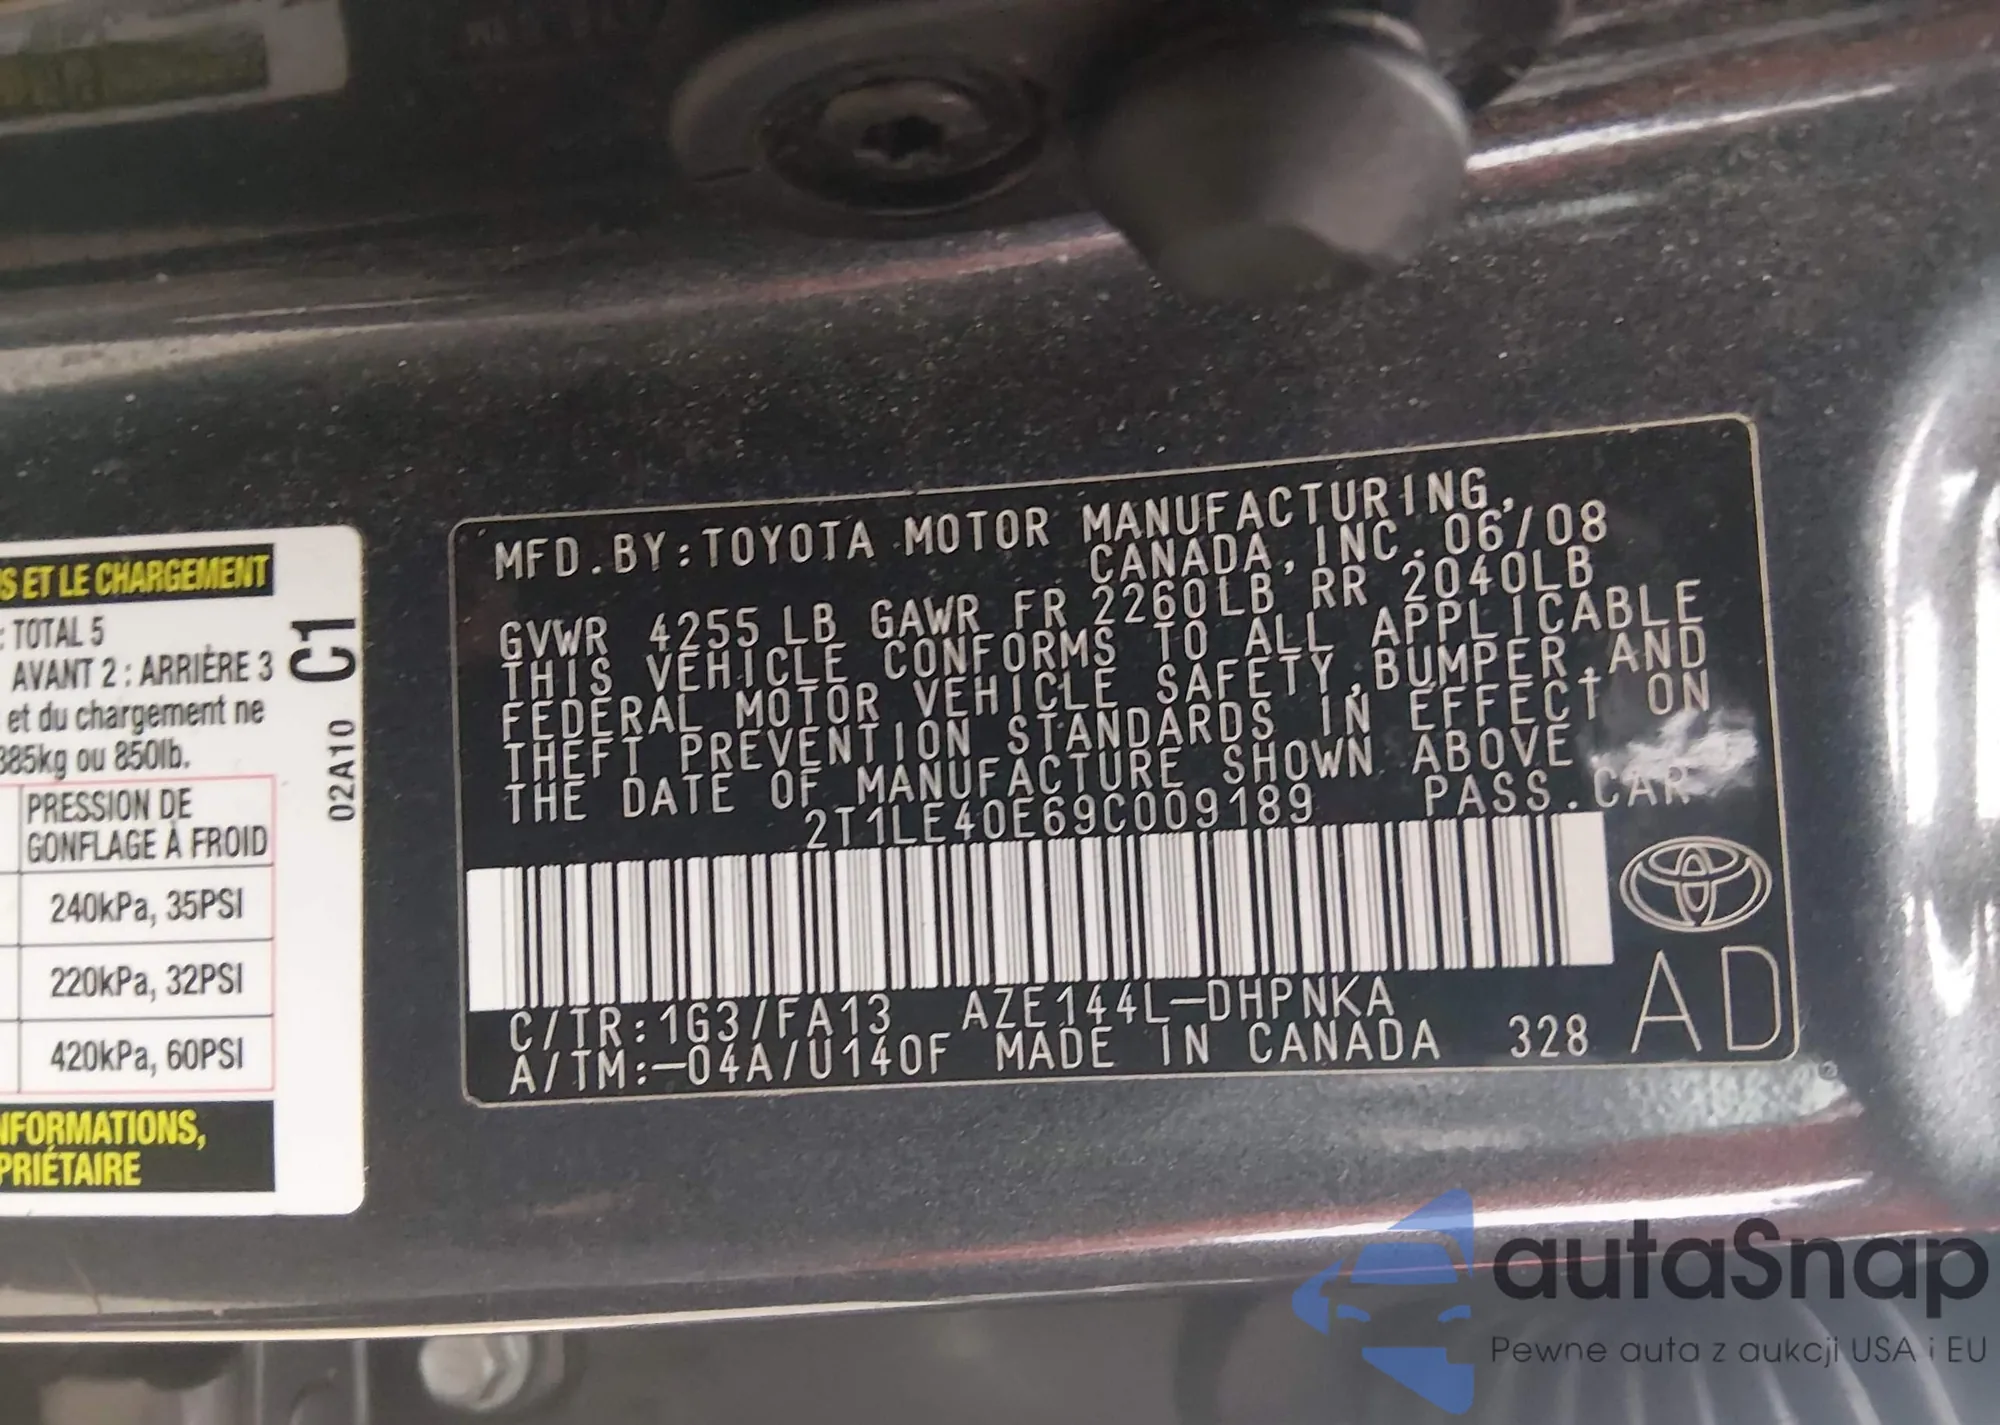 S ET LE CHARGEMENT
: TOTAL 5
AVANT 2 : ARRIÈRE 3
et du chargement ne
385kg ou 850lb.
PRESSION DE
GONFLAGE À FROID
240kPa, 35PSI
220kPa, 32PSI
420kPa, 60PSI
NFORMATIONS,
PRIÉTAIRE
C1
02A10
MFD.BY:TOYOTA MOTOR MANUFACTURING,
CANADA, INC. 06/08
GVWR 4255 LB GAWR FR 2260LB RR 2040LB
THIS VEHICLE CONFORMS TO ALL APPLICABLE
FEDERAL MOTOR VEHICLE SAFETY,BUMPER,AND
THEFT PREVENTION STANDARDS IN EFFECT ON
THE DATE OF MANUFACTURE SHOWN ABOVE
2T1LE40E69C009189 PASS.CAR
C/TR:1G3/FA13 AZE144L-DHPNKA
A/TM:-04A/U140F MADE IN CANADA 328 AD
autaSnap
Pewne auta z aukcji USA i EU